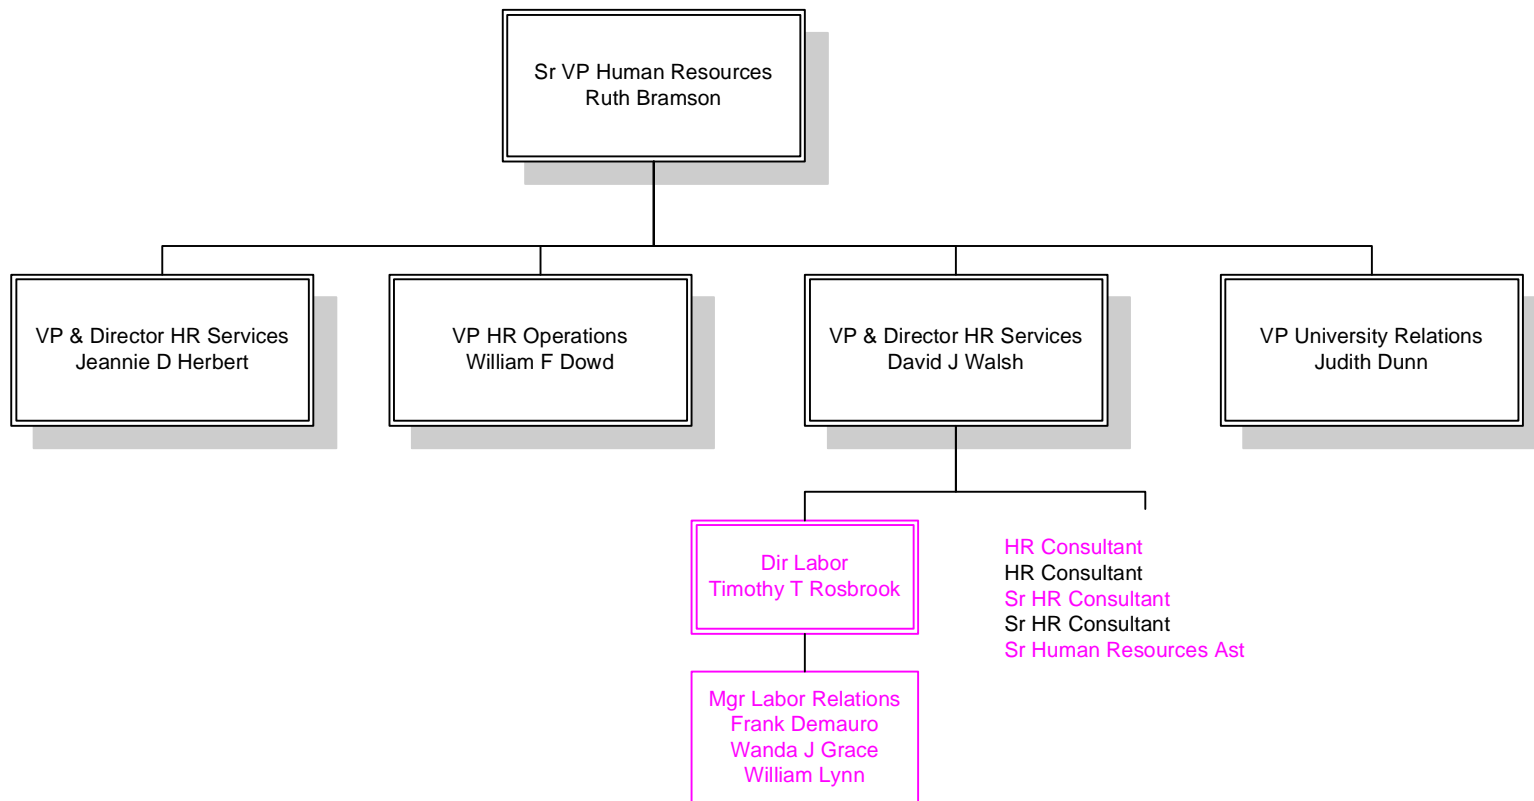 Sr VP Human Resources
Ruth Bramson
VP & Director HR Services
Jeannie D Herbert
VP HR Operations
William F Dowd
VP & Director HR Services
David J Walsh
VP University Relations
Judith Dunn
Dir Labor
Timothy T Rosbrook
HR Consultant
HR Consultant
Sr HR Consultant
Sr HR Consultant
Sr Human Resources Ast
Mgr Labor Relations
Frank Demauro
Wanda J Grace
William Lynn